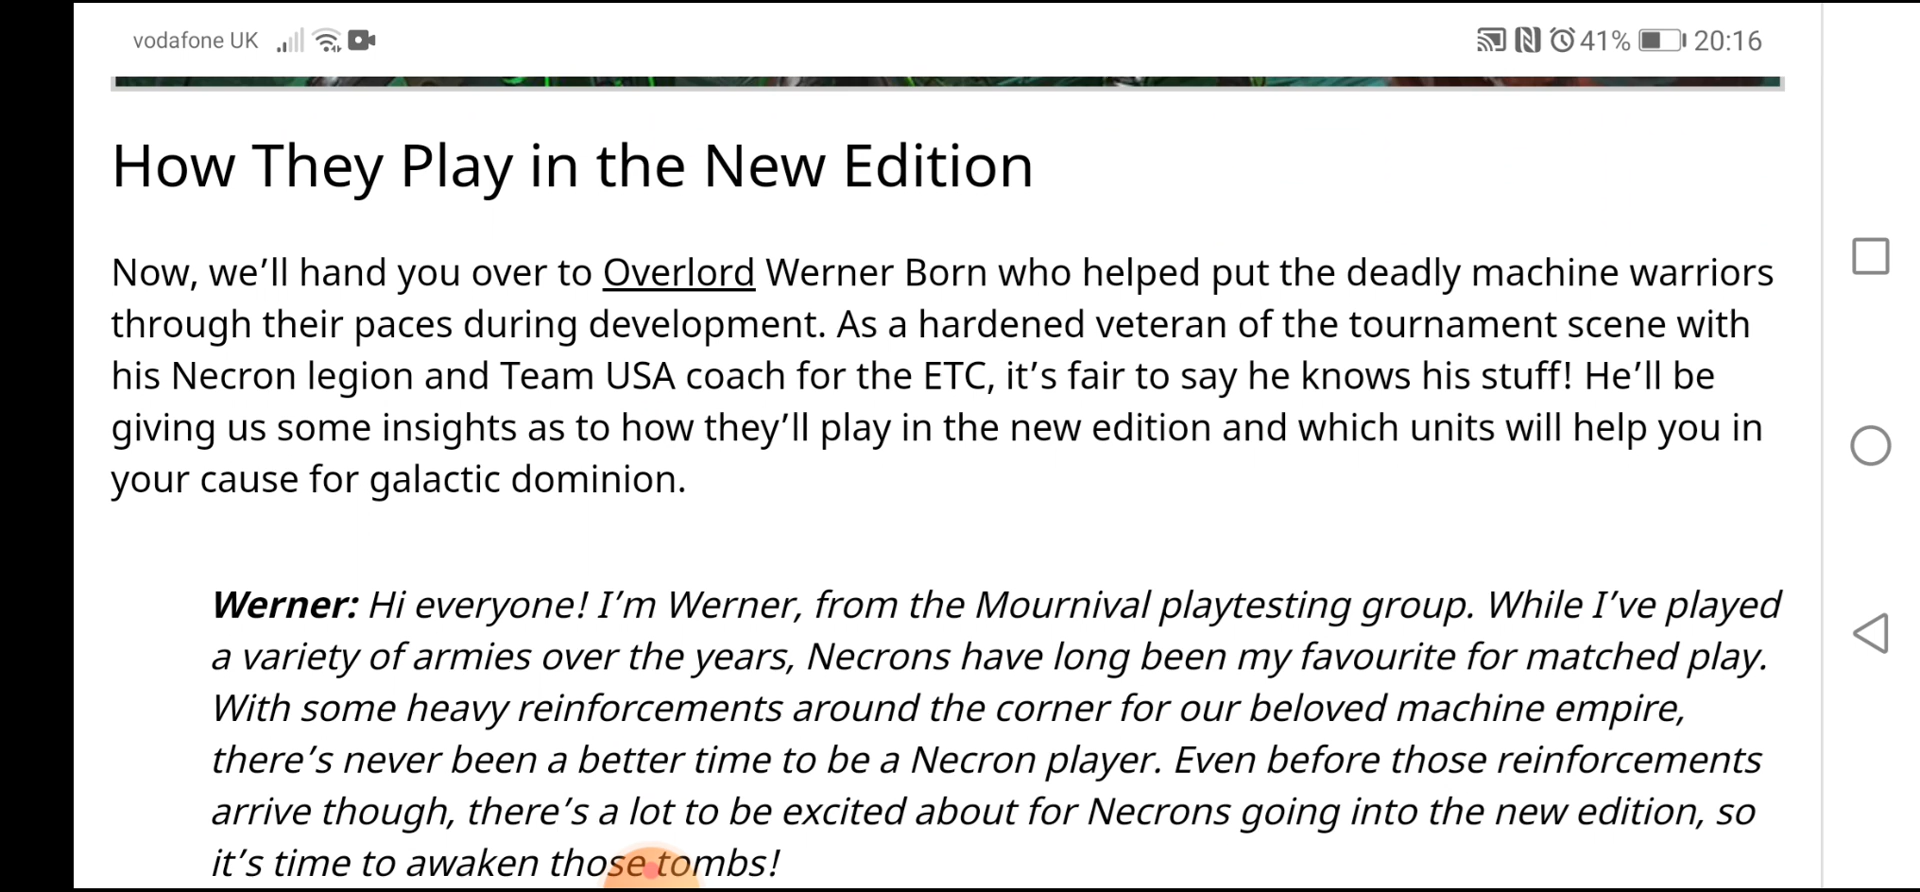 vodafone UK 41% 20:16
How They Play in the New Edition
Now, we’ll hand you over to Overlord Werner Born who helped put the deadly machine warriors
through their paces during development. As a hardened veteran of the tournament scene with
his Necron legion and Team USA coach for the ETC, it’s fair to say he knows his stuff! He’ll be
giving us some insights as to how they’ll play in the new edition and which units will help you in
your cause for galactic dominion.
Werner: Hi everyone! I’m Werner, from the Mournival playtesting group. While I’ve played
a variety of armies over the years, Necrons have long been my favourite for matched play.
With some heavy reinforcements around the corner for our beloved machine empire,
there’s never been a better time to be a Necron player. Even before those reinforcements
arrive though, there’s a lot to be excited about for Necrons going into the new edition, so
it’s time to awaken those tombs!